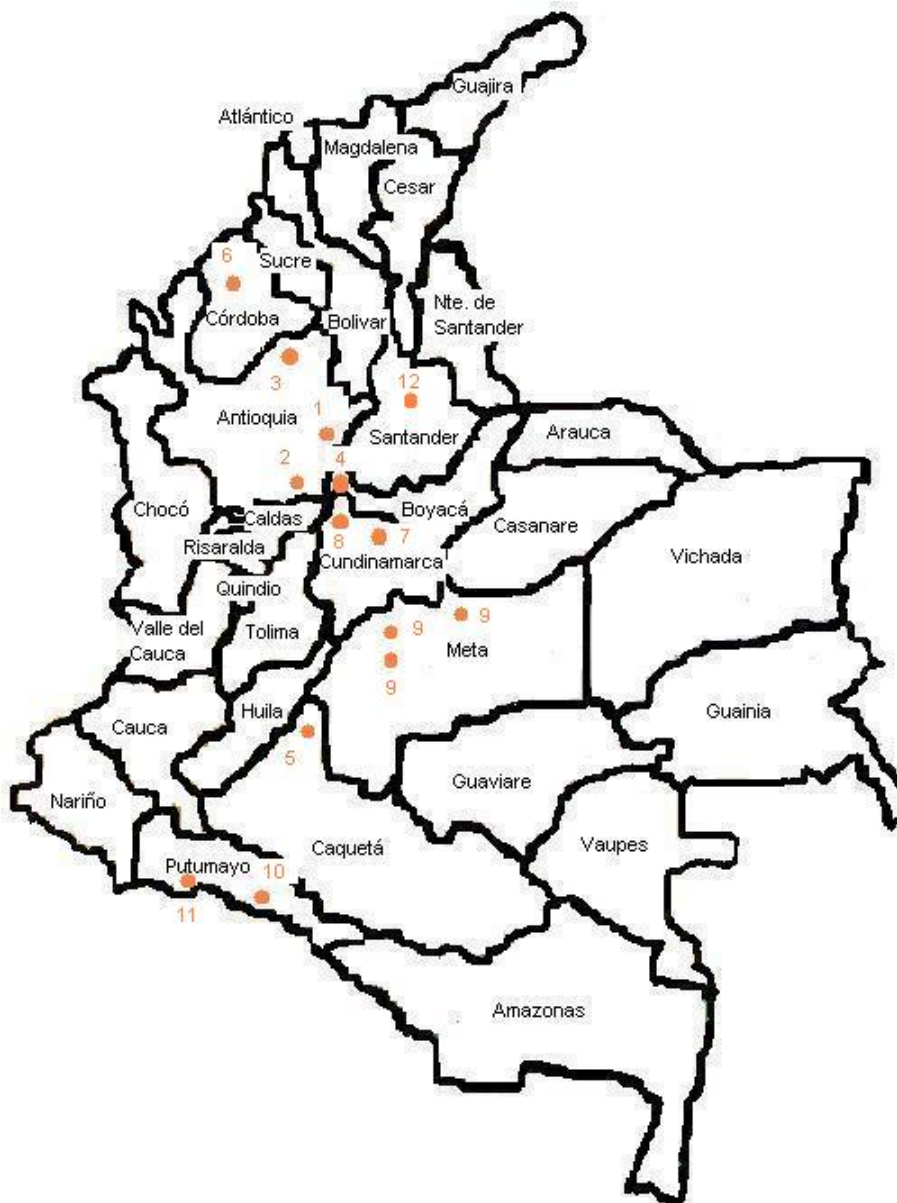 Guajira
Atlántico
Magdalena
Cesar
6
Sucre
Nte. de
Santander
Córdoba
Bolivar
3
12
1
Antioquia
Santander
Arauca
2
4
Chocó
Boyacá
Caldas
Casanare
8
7
Risaralda
Cundinamarca
Vichada
Quindio
Valle del
Cauca
Tolima
9
9
Meta
9
Huila
Guainia
Cauca
5
Guaviare
Nariño
Caquetá
Vaupes
Putumayo
10
11
Amazonas